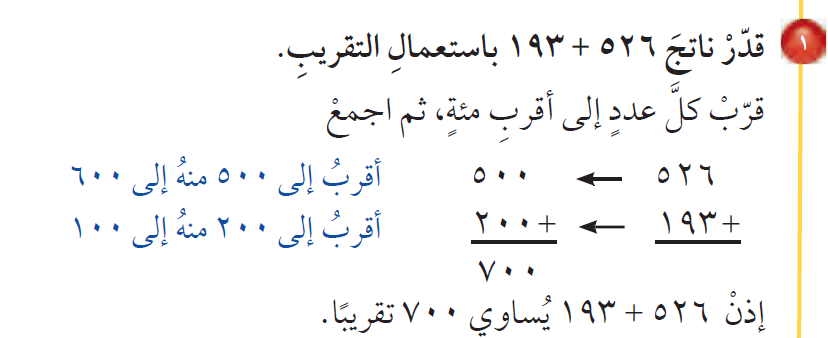 ١ قدّرْ ناتجَ ٥٢٦ + ١٩٣ باستعمالِ التقريبِ.
قرّبْ كلَّ عددٍ إلى أقربِ مئةٍ، ثم اجمعْ
٥٢٦ ← ٥٠٠ أقربُ إلى ٥٠٠ منهُ إلى ٦٠٠
+١٩٣ ← +٢٠٠ أقربُ إلى ٢٠٠ منهُ إلى ١٠٠
٧٠٠
إذنْ ٥٢٦ + ١٩٣ يُساوي ٧٠٠ تقريبًا.